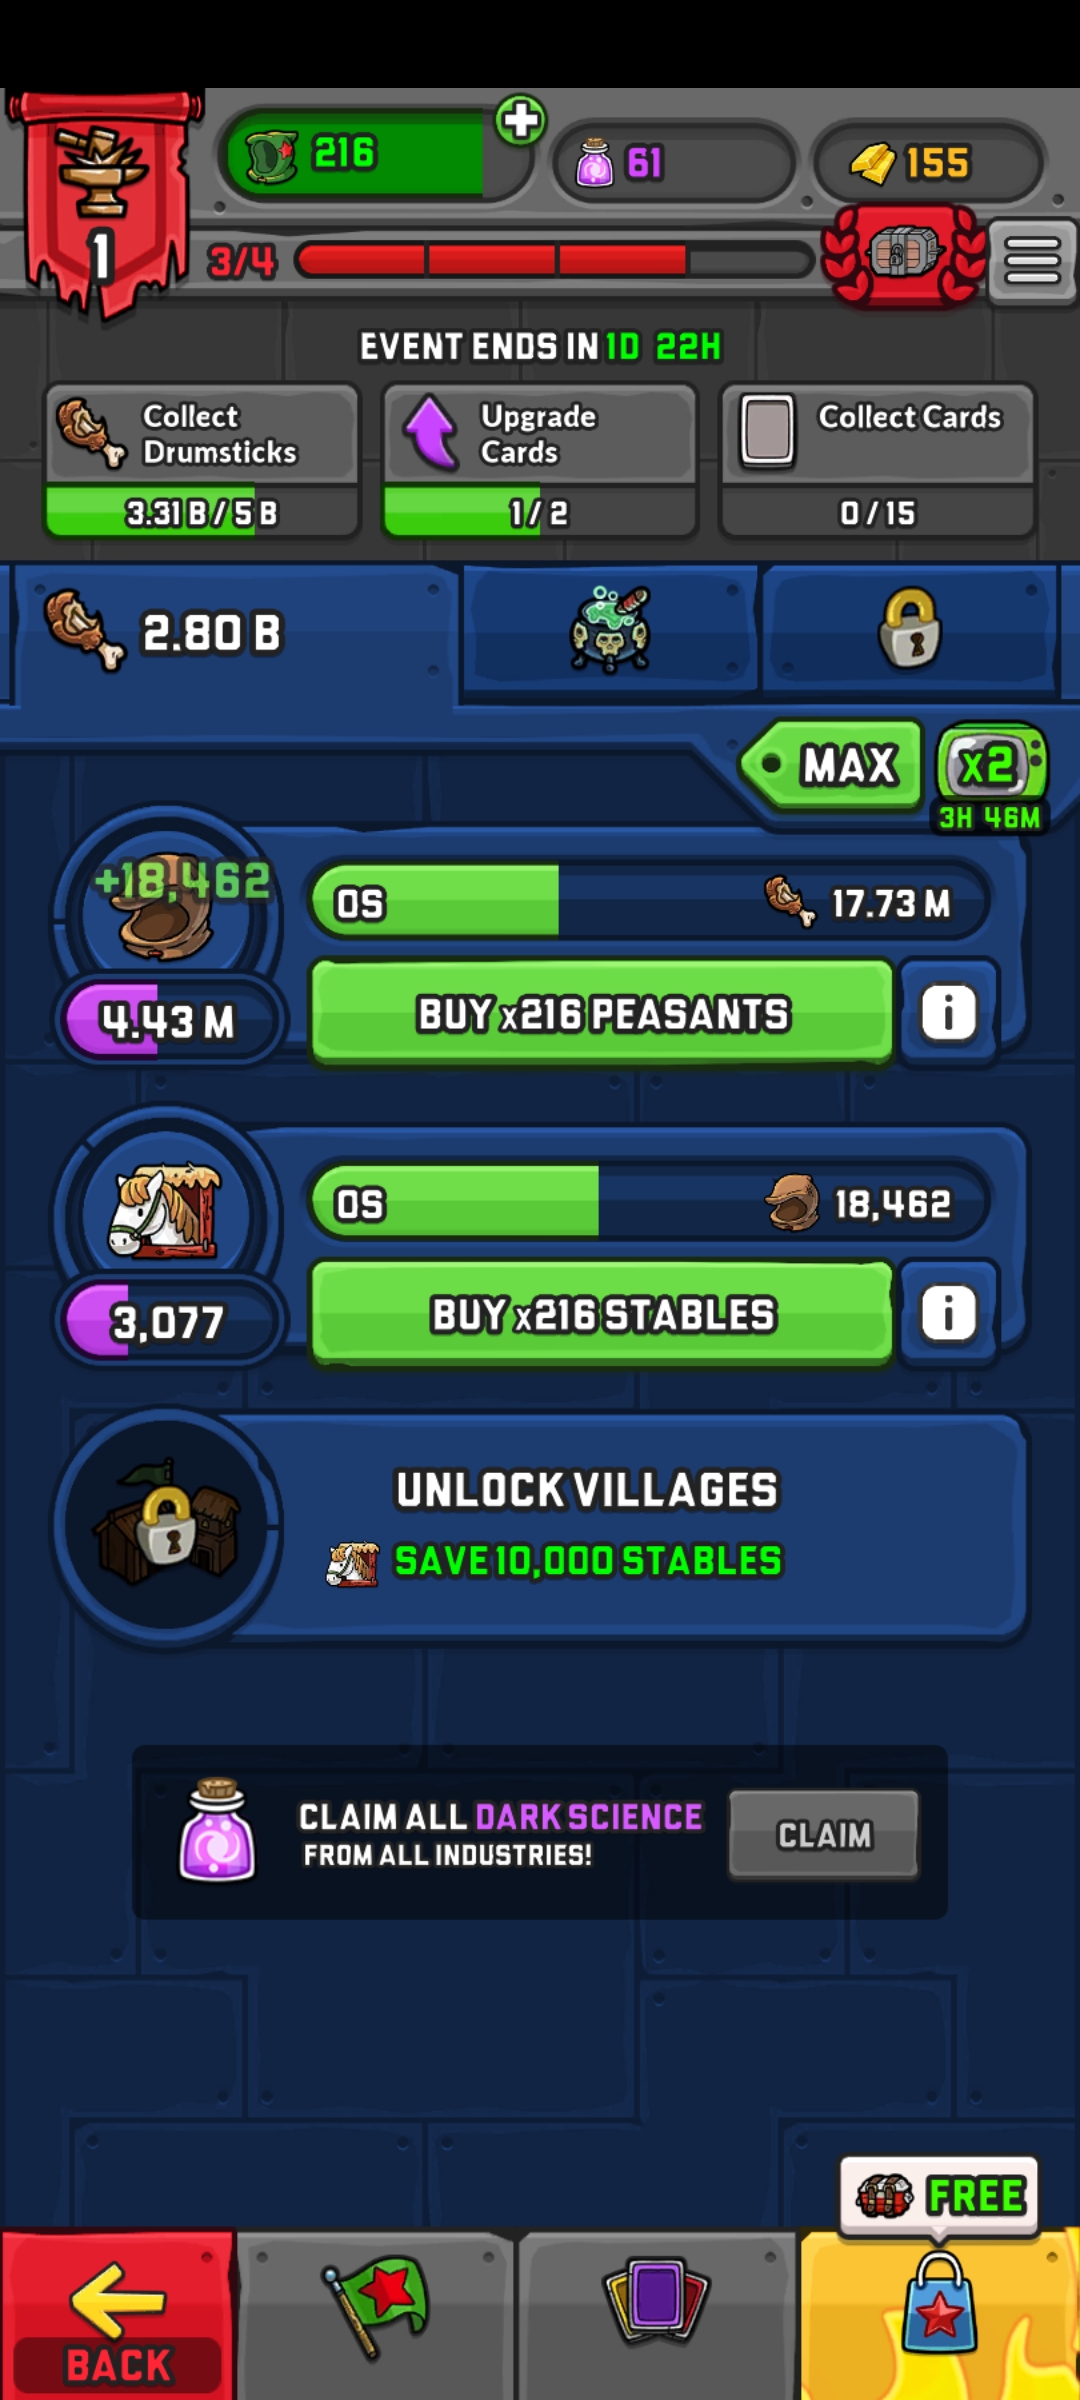 216
61
155
1
3/4
EVENT ENDS IN 1D 22H
Collect
Drumsticks
3.31 B / 5 B
Upgrade
Cards
1 / 2
Collect Cards
0 / 15
2.80 B
MAX
x2
3H 46M
+18,462
0S
17.73 M
4.43 M
BUY x216 PEASANTS
i
0S
18,462
3,077
BUY x216 STABLES
i
UNLOCK VILLAGES
SAVE 10,000 STABLES
CLAIM ALL DARK SCIENCE
FROM ALL INDUSTRIES!
CLAIM
FREE
BACK